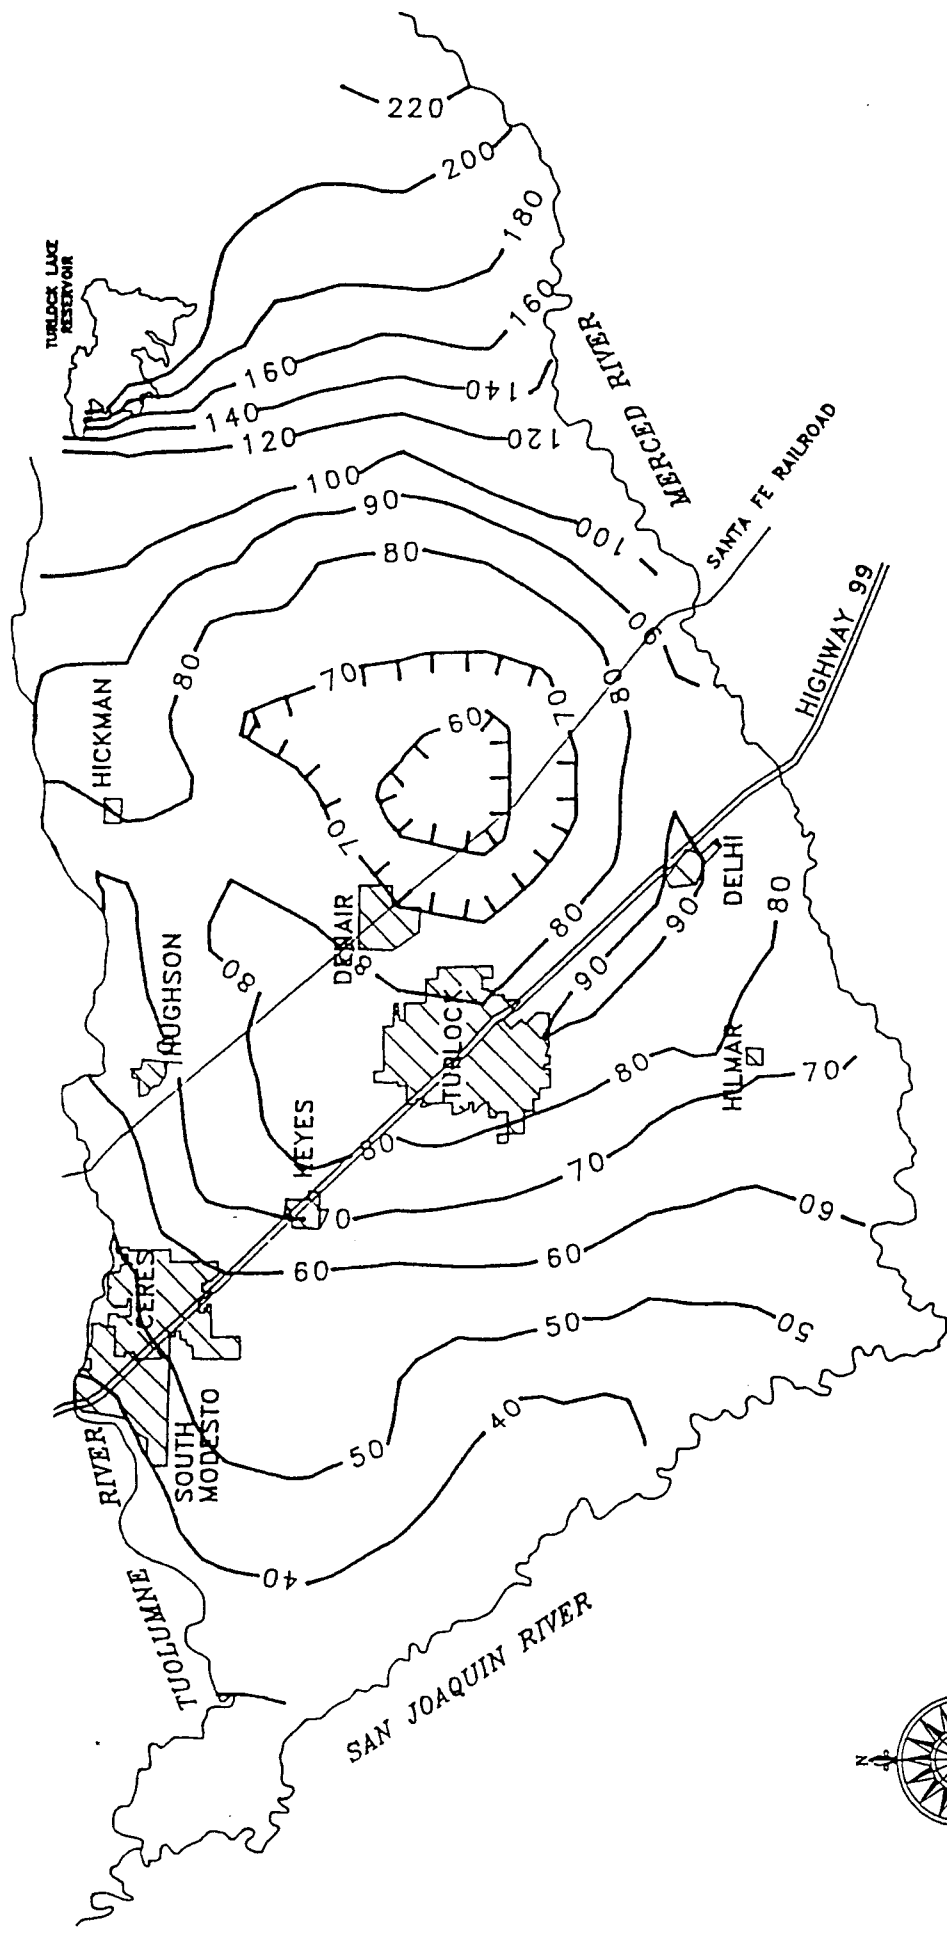 TURLOCK LAKE
RESERVOIR
220
200
180
160
160
140
140
120
120
100
100
90
90
80
80
80
70
70
70
60
HICKMAN
MERCED RIVER
SANTA FE RAILROAD
HIGHWAY 99
HUGHSON
DENAIR
80
80
80
TURLOCK
DELHI
90
90
80
HILMAR
80
80
70
70
70
KEYES
60
60
60
CERES
50
50
50
SOUTH
MODESTO
40
40
TUOLUMNE
RIVER
SAN JOAQUIN RIVER
N